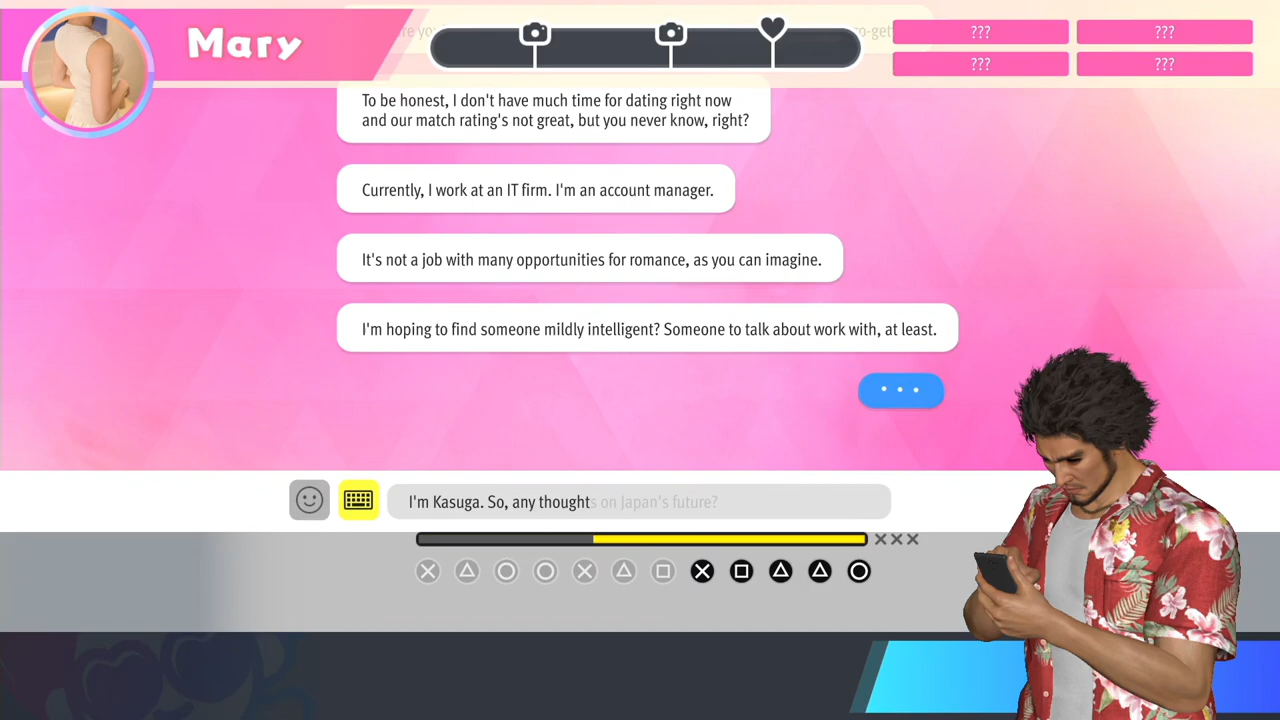 Mary
???
???
???
???
To be honest, I don't have much time for dating right now
and our match rating's not great, but you never know, right?
Currently, I work at an IT firm. I'm an account manager.
It's not a job with many opportunities for romance, as you can imagine.
I'm hoping to find someone mildly intelligent? Someone to talk about work with, at least.
I'm Kasuga. So, any thoughts on Japan's future?